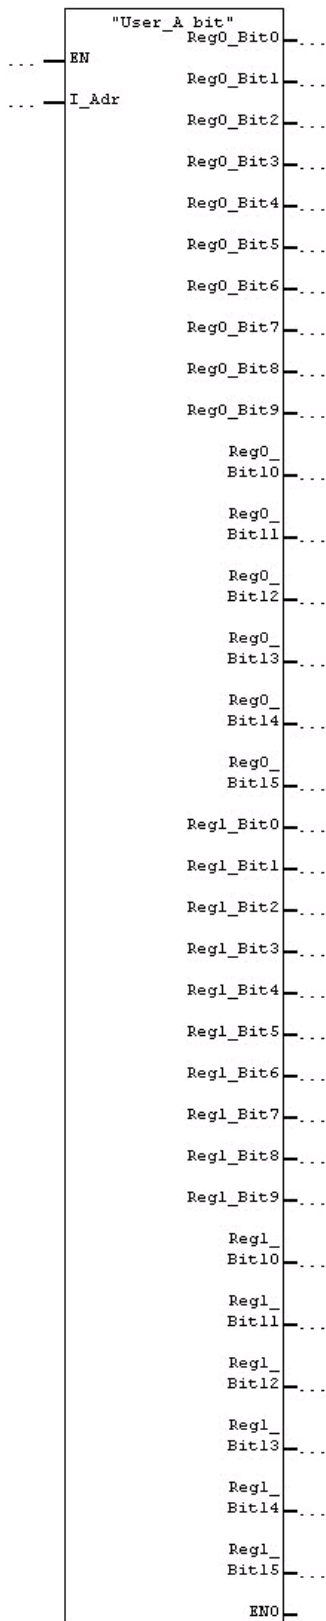 "User_A bit"
Reg0_Bit0
... EN
Reg0_Bit1
...
... I_Adr
...
Reg0_Bit2
...
Reg0_Bit3
...
Reg0_Bit4
...
Reg0_Bit5
...
Reg0_Bit6
...
Reg0_Bit7
...
Reg0_Bit8
...
Reg0_Bit9
...
Reg0_
Bit10
...
Reg0_
Bit11
...
Reg0_
Bit12
...
Reg0_
Bit13
...
Reg0_
Bit14
...
Reg0_
Bit15
...
Reg1_Bit0
...
Reg1_Bit1
...
Reg1_Bit2
...
Reg1_Bit3
...
Reg1_Bit4
...
Reg1_Bit5
...
Reg1_Bit6
...
Reg1_Bit7
...
Reg1_Bit8
...
Reg1_Bit9
...
Reg1_
Bit10
...
Reg1_
Bit11
...
Reg1_
Bit12
...
Reg1_
Bit13
...
Reg1_
Bit14
...
Reg1_
Bit15
...
ENO